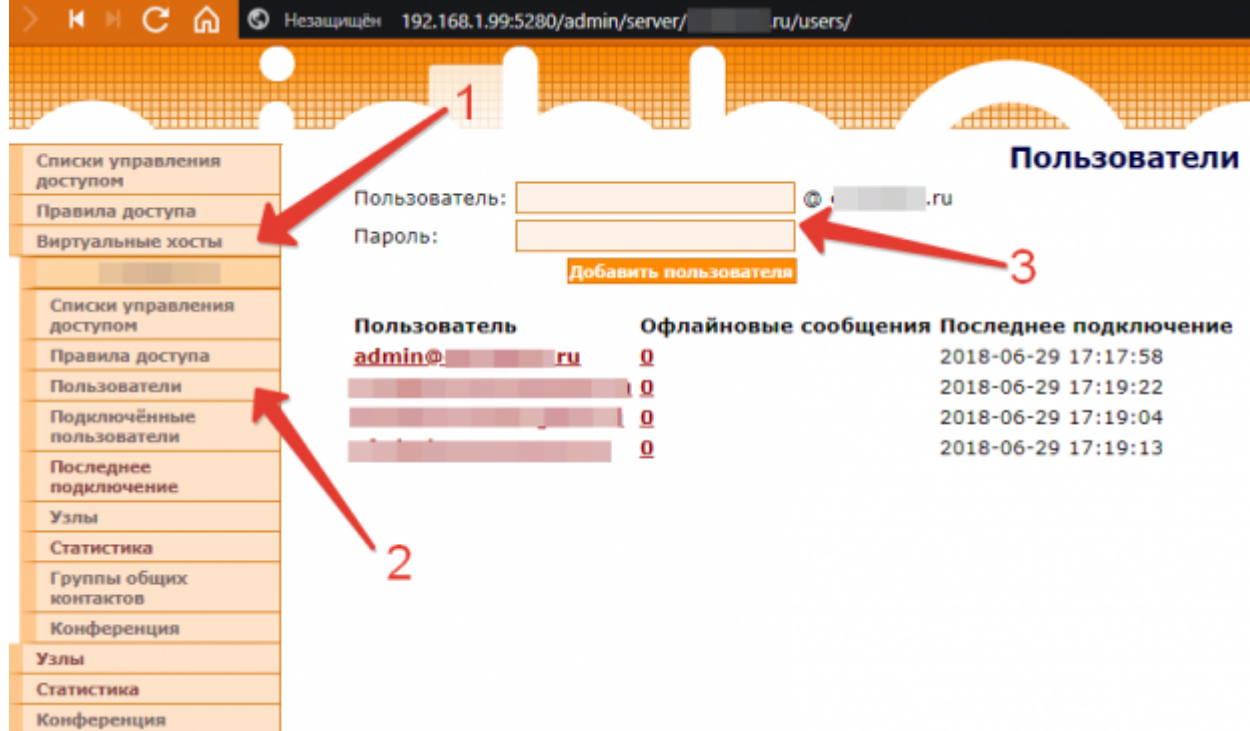 Незащищён 192.168.1.99:5280/admin/server/ ru/users/
1
Списки управления
доступом
Правила доступа
Виртуальные хосты
Списки управления
доступом
Правила доступа
Пользователи
Подключённые
пользователи
Последнее
подключение
Узлы
Статистика
Группы общих
контактов
Конференция
Узлы
Статистика
Конференция
2
Пользователи
Пользователь: @ .ru
Пароль:
3
Добавить пользователя
Пользователь Офлайновые сообщения Последнее подключение
admin@ ru 0 2018-06-29 17:17:58
0 2018-06-29 17:19:22
0 2018-06-29 17:19:04
0 2018-06-29 17:19:13